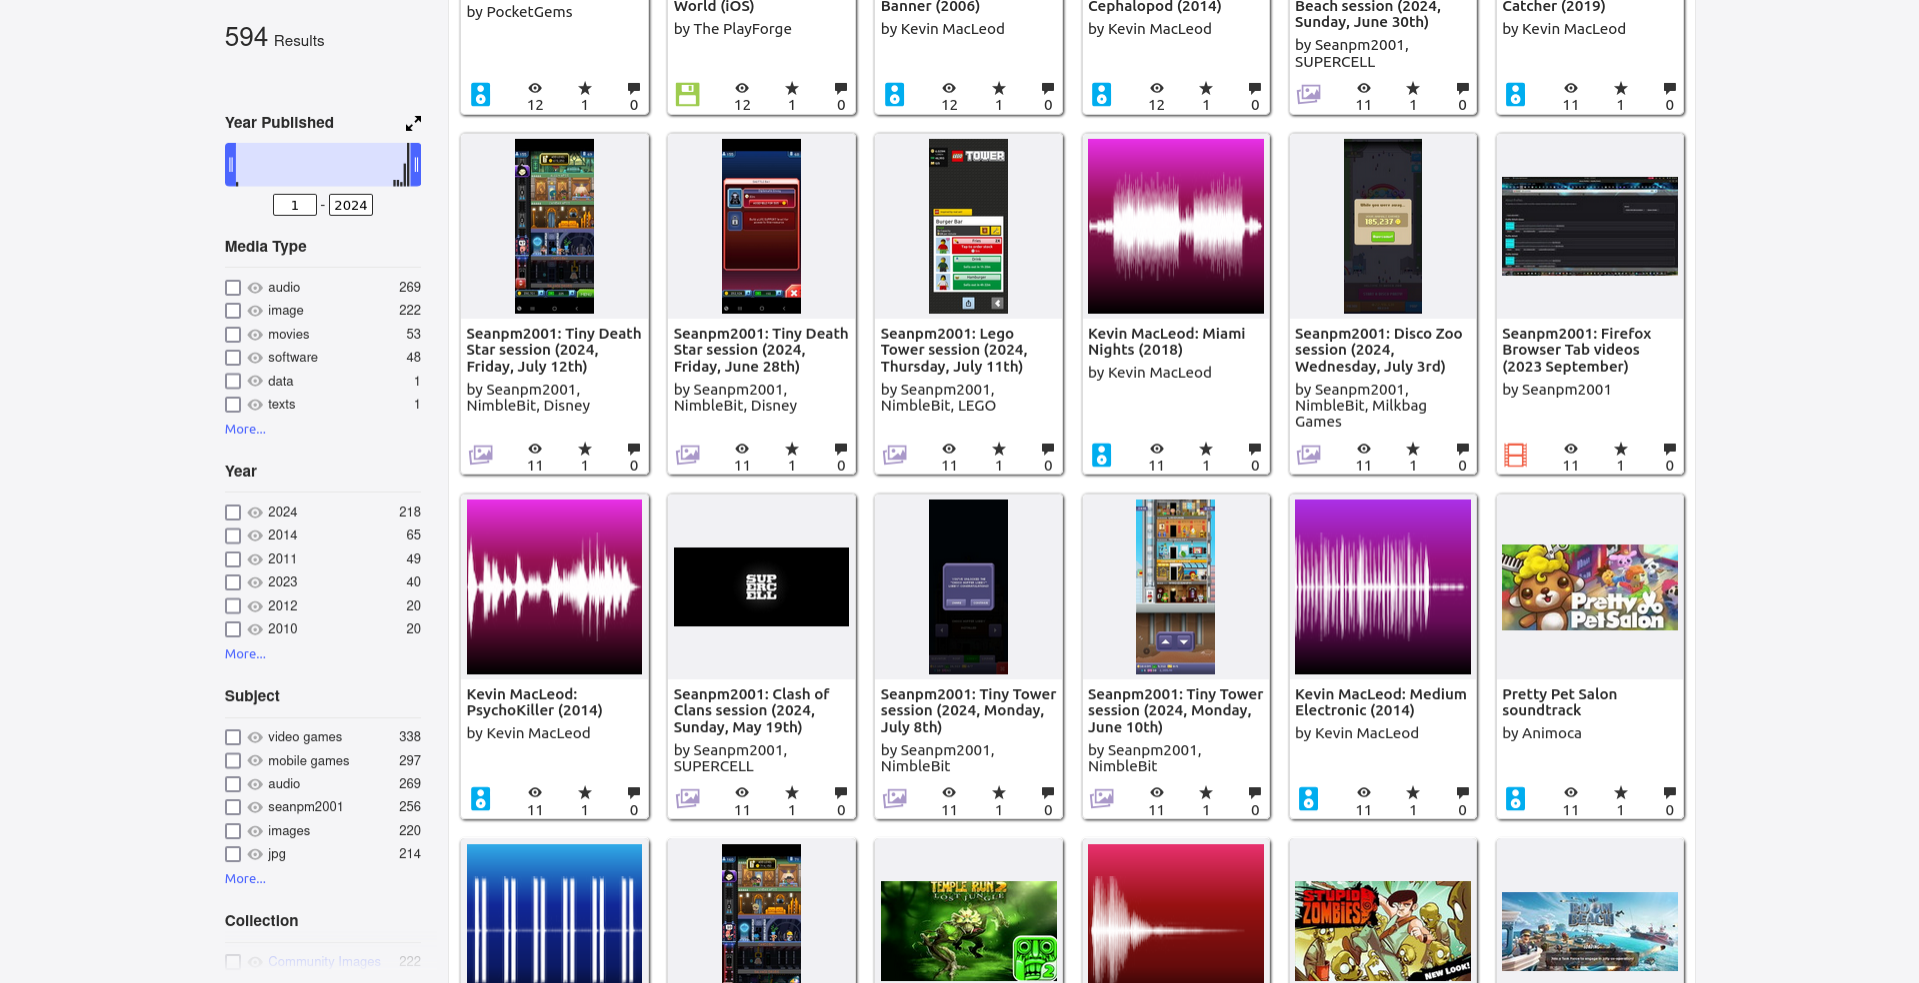 594 Results
Year Published
1 - 2024
Media Type
audio 269
image 222
movies 53
software 48
data 1
texts 1
More...
Year
2024 218
2014 65
2011 49
2023 40
2012 20
2010 20
More...
Subject
video games 338
mobile games 297
audio 269
seanpm2001 256
images 220
jpg 214
More...
Collection
Community Images 222
by PocketGems
12 1 0
World (iOS)
by The PlayForge
12 1 0
Banner (2006)
by Kevin MacLeod
12 1 0
Cephalopod (2014)
by Kevin MacLeod
12 1 0
Beach session (2024,
Sunday, June 30th)
by Seanpm2001,
SUPERCELL
11 1 0
Catcher (2019)
by Kevin MacLeod
11 1 0
Seanpm2001: Tiny Death
Star session (2024,
Friday, July 12th)
by Seanpm2001,
NimbleBit, Disney
11 1 0
Seanpm2001: Tiny Death
Star session (2024,
Friday, June 28th)
by Seanpm2001,
NimbleBit, Disney
11 1 0
LEGO TOWER
Burger Bar
Seanpm2001: Lego
Tower session (2024,
Thursday, July 11th)
by Seanpm2001,
NimbleBit, LEGO
11 1 0
Kevin MacLeod: Miami
Nights (2018)
by Kevin MacLeod
11 1 0
While you were away...
185,237
Seanpm2001: Disco Zoo
session (2024,
Wednesday, July 3rd)
by Seanpm2001,
NimbleBit, Milkbag
Games
11 1 0
Seanpm2001: Firefox
Browser Tab videos
(2023 September)
by Seanpm2001
11 1 0
Kevin MacLeod:
PsychoKiller (2014)
by Kevin MacLeod
11 1 0
SUPERCELL
Seanpm2001: Clash of
Clans session (2024,
Sunday, May 19th)
by Seanpm2001,
SUPERCELL
11 1 0
Seanpm2001: Tiny Tower
session (2024, Monday,
July 8th)
by Seanpm2001,
NimbleBit
11 1 0
Seanpm2001: Tiny Tower
session (2024, Monday,
June 10th)
by Seanpm2001,
NimbleBit
11 1 0
Kevin MacLeod: Medium
Electronic (2014)
by Kevin MacLeod
11 1 0
Pretty
Pet Salon
Pretty Pet Salon
soundtrack
by Animoca
11 1 0
TEMPLE RUN 2
LOST JUNGLE
2
STUPID
ZOMBIES
NEW LOOK!
BOOM
BEACH